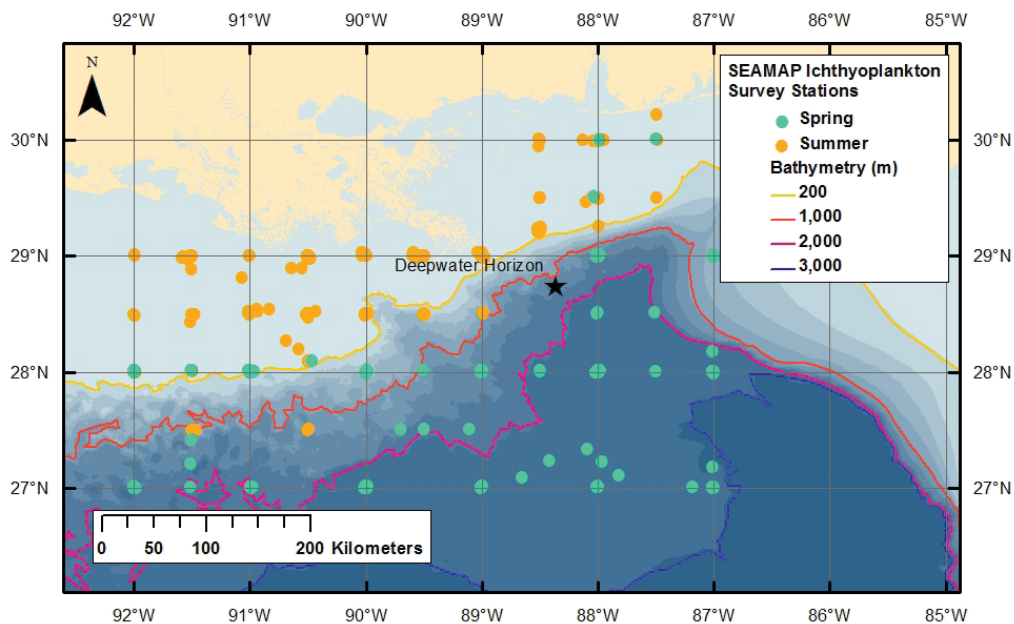 92°W 91°W 90°W 89°W 88°W 87°W 86°W 85°W
N
SEAMAP Ichthyoplankton
Survey Stations
Spring
Summer
Bathymetry (m)
200
1,000
2,000
3,000
30°N 30°N
29°N 29°N
Deepwater Horizon
28°N 28°N
27°N 27°N
0 50 100 200 Kilometers
92°W 91°W 90°W 89°W 88°W 87°W 86°W 85°W